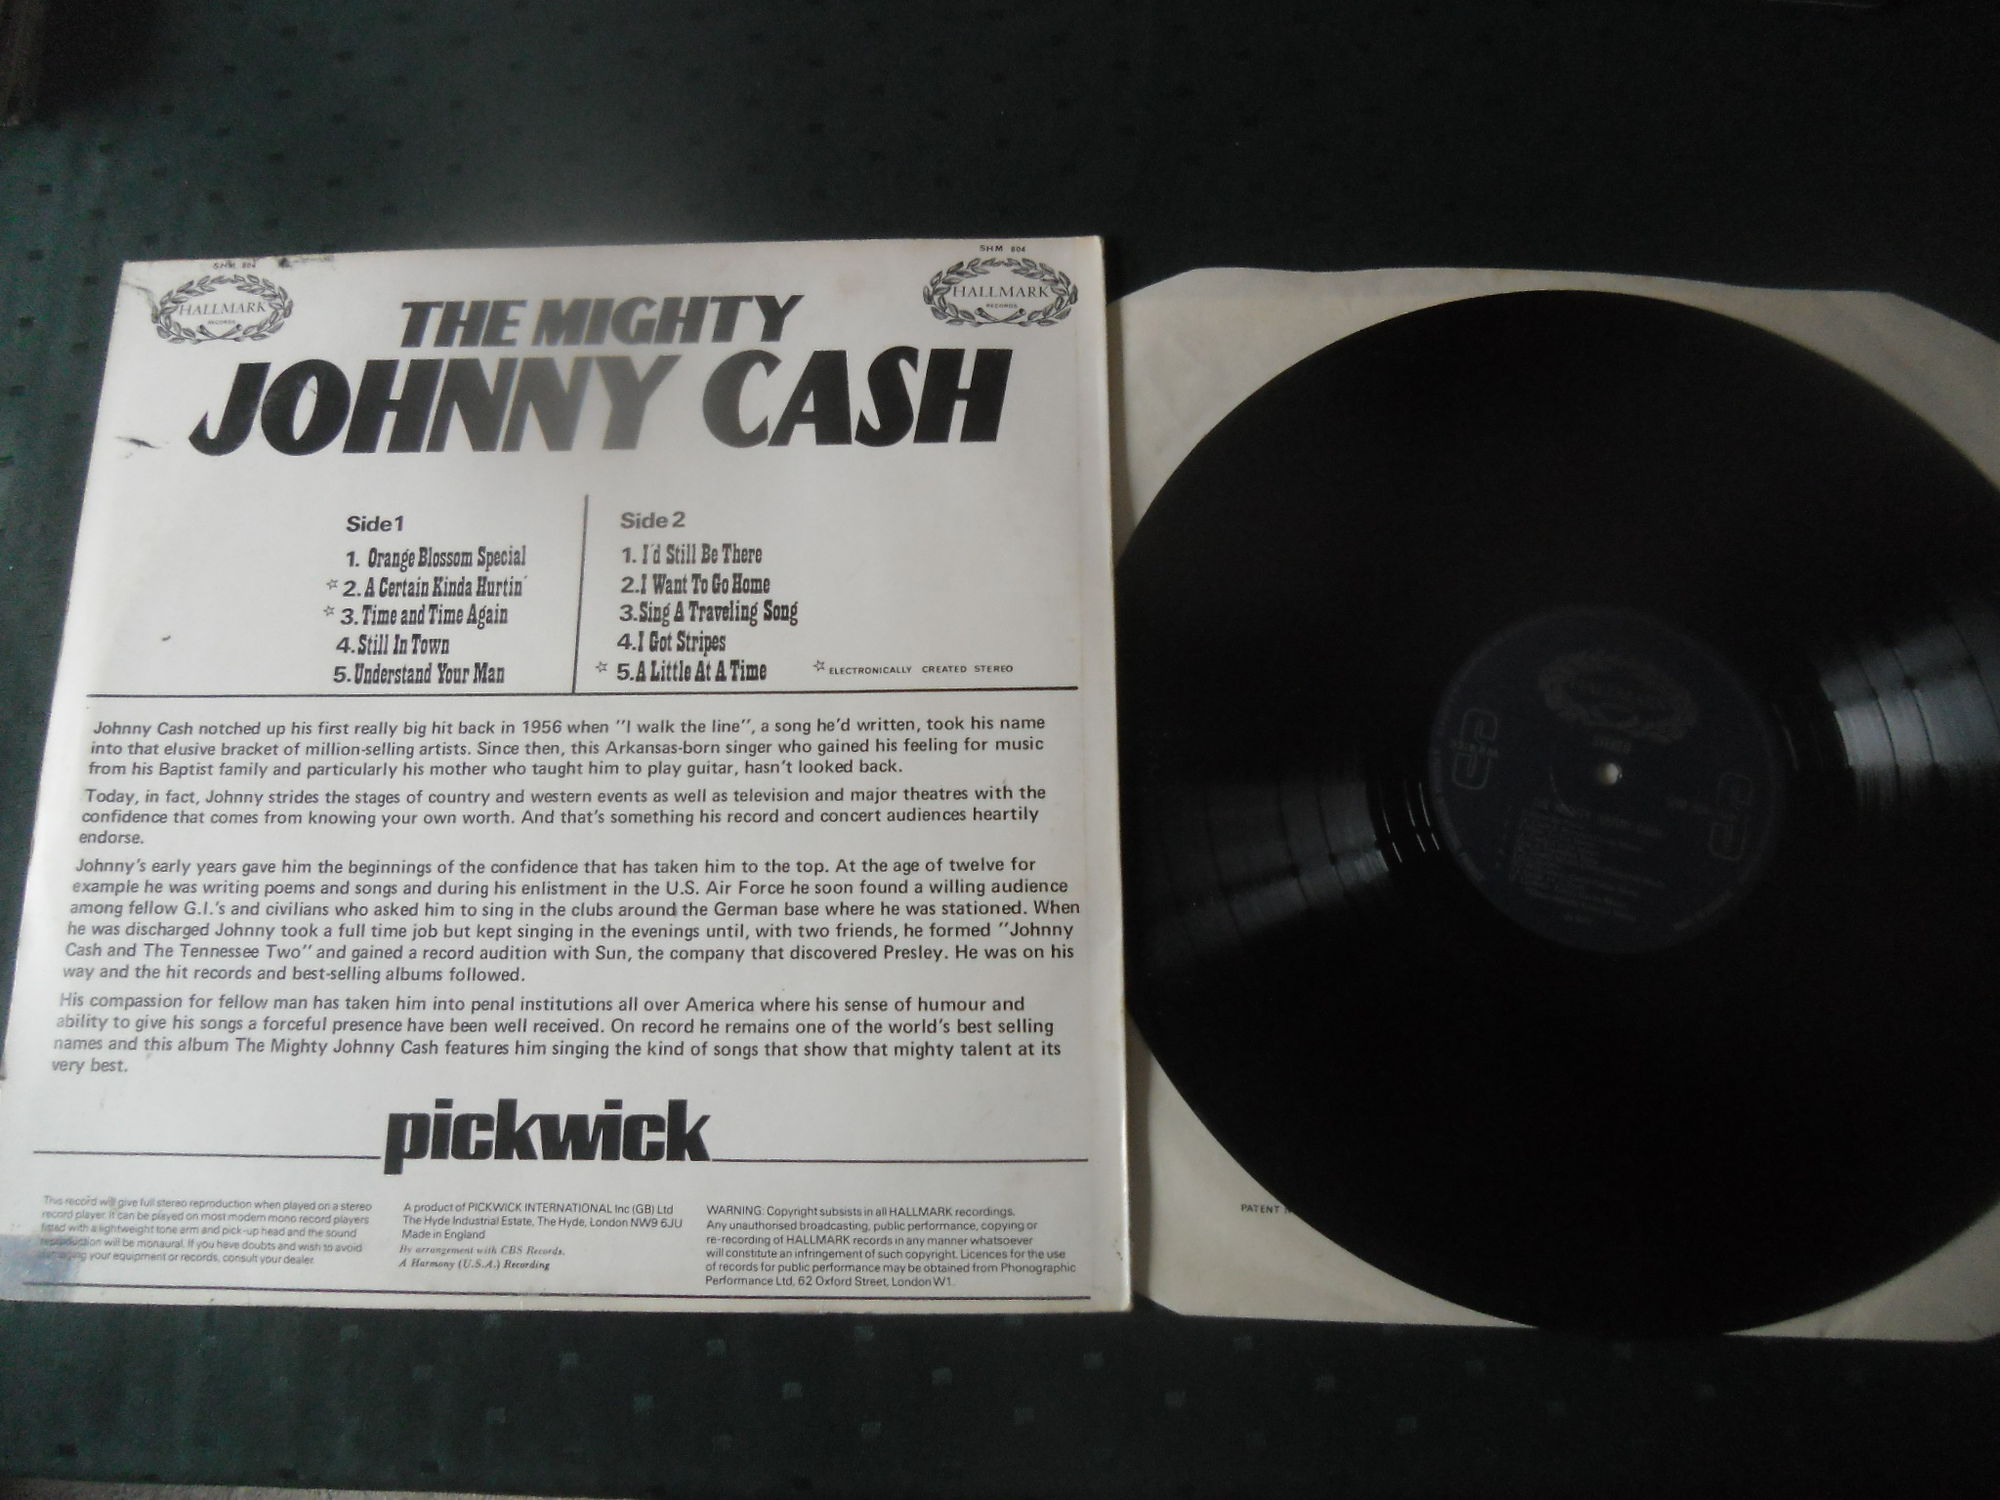 SHM 804
SHM 804
HALLMARK
RECORDS
HALLMARK
RECORDS
THE MIGHTY
JOHNNY CASH
Side 1
1. Orange Blossom Special
☆ 2. A Certain Kinda Hurtin'
☆ 3. Time and Time Again
4. Still In Town
5. Understand Your Man
Side 2
1. I'd Still Be There
2. I Want To Go Home
3. Sing A Traveling Song
4. I Got Stripes
☆ 5. A Little At A Time
☆ ELECTRONICALLY CREATED STEREO
Johnny Cash notched up his first really big hit back in 1956 when "I walk the line", a song he'd written, took his name
into that elusive bracket of million-selling artists. Since then, this Arkansas-born singer who gained his feeling for music
from his Baptist family and particularly his mother who taught him to play guitar, hasn't looked back.
Today, in fact, Johnny strides the stages of country and western events as well as television and major theatres with the
confidence that comes from knowing your own worth. And that's something his record and concert audiences heartily
endorse.
Johnny's early years gave him the beginnings of the confidence that has taken him to the top. At the age of twelve for
example he was writing poems and songs and during his enlistment in the U.S. Air Force he soon found a willing audience
among fellow G.I.'s and civilians who asked him to sing in the clubs around the German base where he was stationed. When
he was discharged Johnny took a full time job but kept singing in the evenings until, with two friends, he formed "Johnny
Cash and The Tennessee Two" and gained a record audition with Sun, the company that discovered Presley. He was on his
way and the hit records and best-selling albums followed.
His compassion for fellow man has taken him into penal institutions all over America where his sense of humour and
ability to give his songs a forceful presence have been well received. On record he remains one of the world's best selling
names and this album The Mighty Johnny Cash features him singing the kind of songs that show that mighty talent at its
very best.
pickwick
This record will give full stereo reproduction when played on a stereo
record player. It can be played on most modern mono record players
fitted with a lightweight tone arm and pick-up head and the sound
reproduction will be monaural. If you have doubts and wish to avoid
damaging your equipment or records, consult your dealer.
A product of PICKWICK INTERNATIONAL Inc (GB) Ltd
The Hyde Industrial Estate, The Hyde, London NW9 6JU
Made in England
By arrangement with CBS Records.
A Harmony (U.S.A.) Recording
WARNING: Copyright subsists in all HALLMARK recordings.
Any unauthorised broadcasting, public performance, copying or
re-recording of HALLMARK records in any manner whatsoever
will constitute an infringement of such copyright. Licences for the use
of records for public performance may be obtained from Phonographic
Performance Ltd, 62 Oxford Street, London W1.
PATENT
STEREO